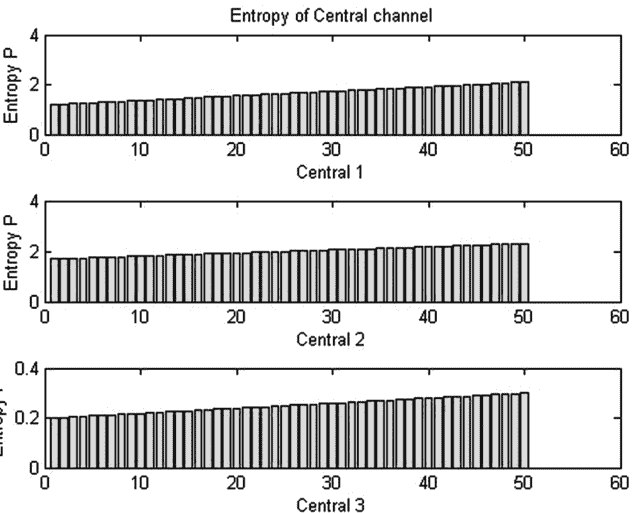 Entropy of Central channel
Entropy P
4
2
0
0 10 20 30 40 50 60
Central 1
Entropy P
4
2
0
0 10 20 30 40 50 60
Central 2
Entropy
0.4
0.2
0
0 10 20 30 40 50 60
Central 3